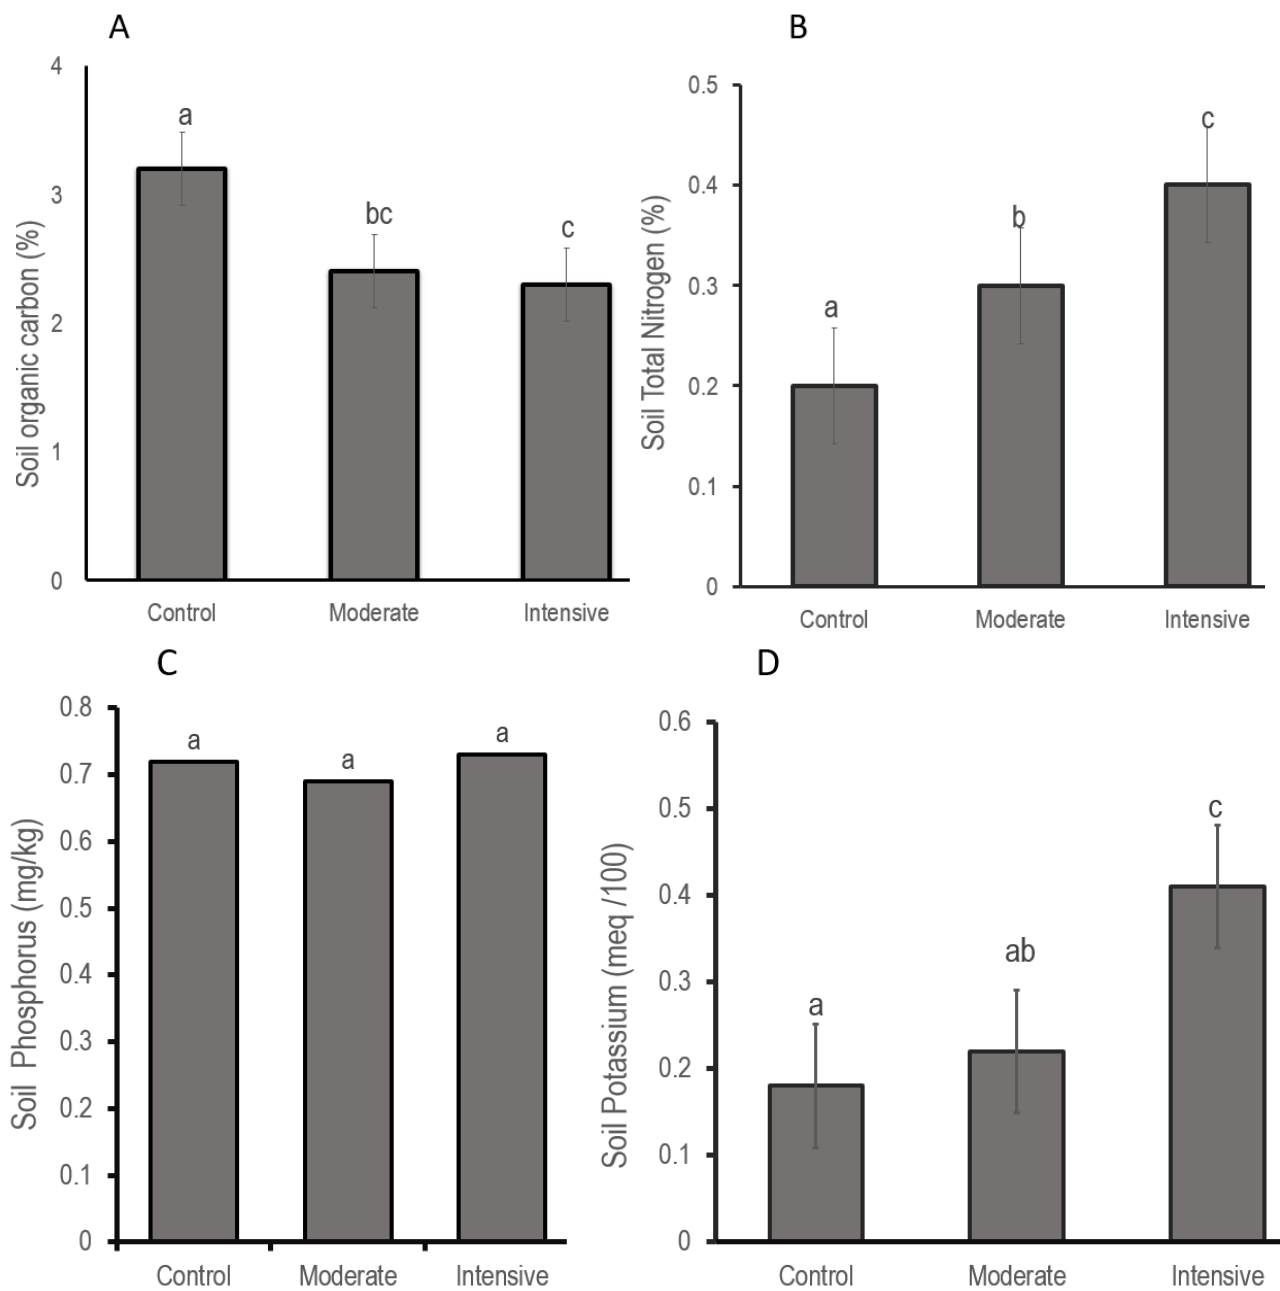 A
Soil organic carbon (%)
4
3
2
1
0
a
bc
c
Control Moderate Intensive
B
Soil Total Nitrogen (%)
0.5
0.4
0.3
0.2
0.1
0
a
b
c
Control Moderate Intensive
C
Soil Phosphorus (mg/kg)
0.8
0.7
0.6
0.5
0.4
0.3
0.2
0.1
0
a
a
a
Control Moderate Intensive
D
Soil Potassium (meq /100)
0.6
0.5
0.4
0.3
0.2
0.1
0
a
ab
c
Control Moderate Intensive